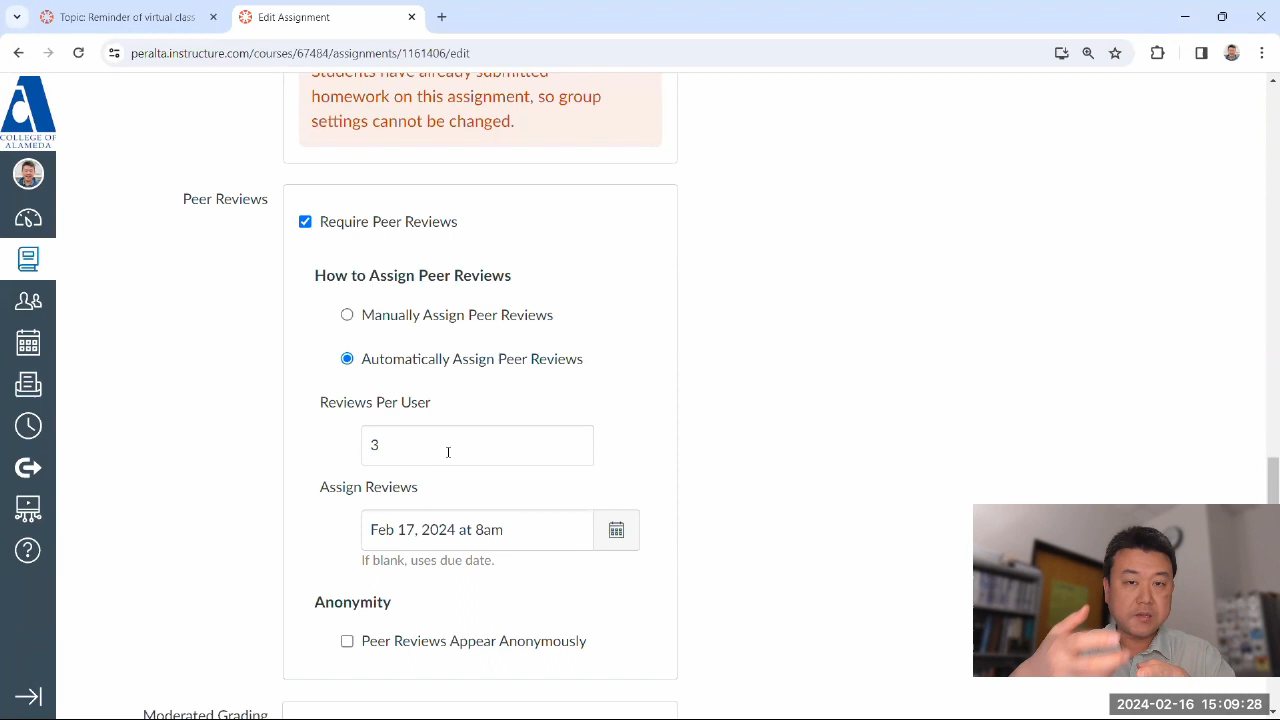 Topic: Reminder of virtual class
Edit Assignment
peralta.instructure.com/courses/67484/assignments/1161406/edit
COLLEGE OF
ALAMEDA
Students have already submitted
homework on this assignment, so group
settings cannot be changed.
Peer Reviews
Require Peer Reviews
How to Assign Peer Reviews
Manually Assign Peer Reviews
Automatically Assign Peer Reviews
Reviews Per User
3
Assign Reviews
Feb 17, 2024 at 8am
If blank, uses due date.
Anonymity
Peer Reviews Appear Anonymously
Moderated Grading
2024-02-16 15:09:28